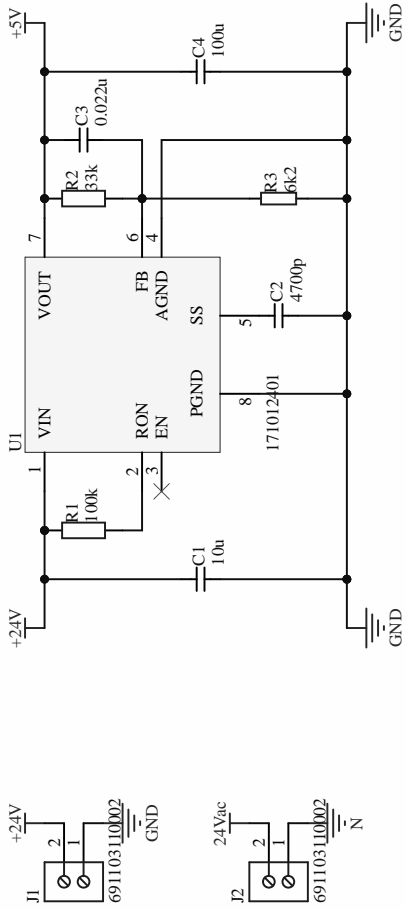 J1
+24V
2
1
691103110002
GND
J2
24Vac
2
1
691103110002
N
+24V
+5V
U1
1
VIN
VOUT
7
R1
100k
R2
33k
C3
0.022u
2
RON
FB
6
3
EN
AGND
4
PGND
SS
8
5
171012401
C1
10u
C2
4700p
R3
6k2
C4
100u
GND
GND